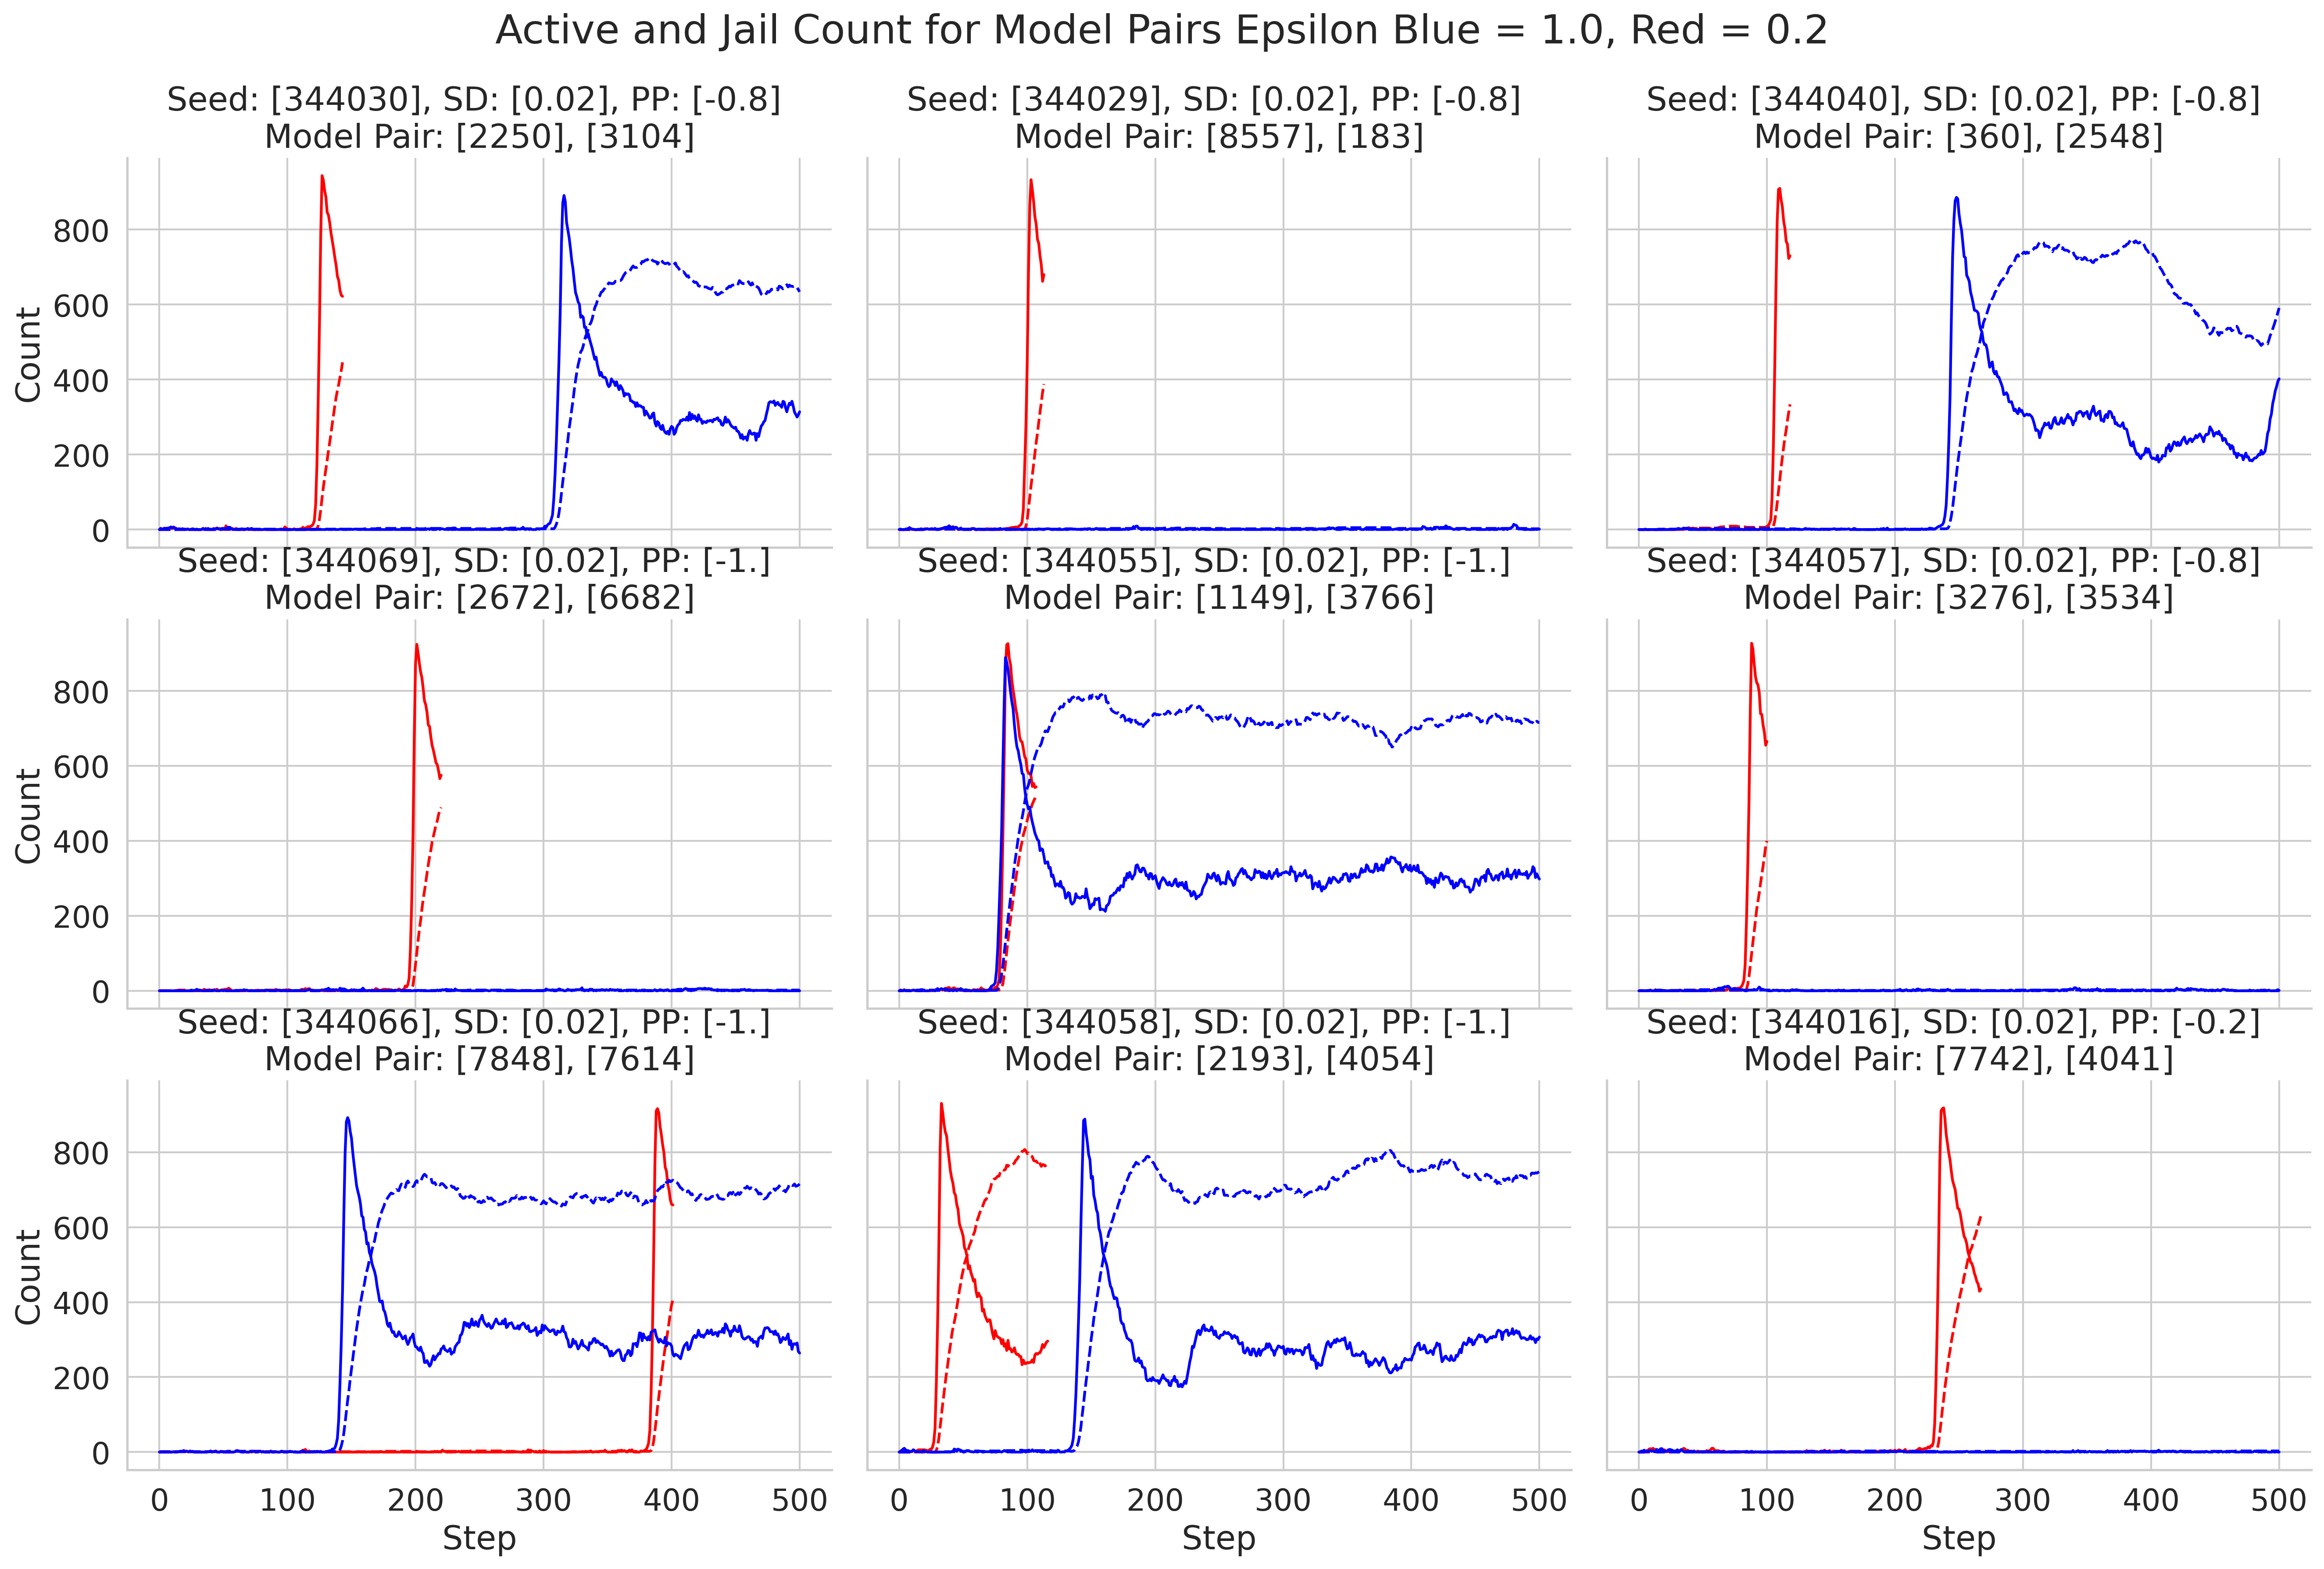 Active and Jail Count for Model Pairs Epsilon Blue = 1.0, Red = 0.2
Seed: [344030], SD: [0.02], PP: [-0.8]
Model Pair: [2250], [3104]
Seed: [344029], SD: [0.02], PP: [-0.8]
Model Pair: [8557], [183]
Seed: [344040], SD: [0.02], PP: [-0.8]
Model Pair: [360], [2548]
800
600
400
200
0
Count
Seed: [344069], SD: [0.02], PP: [-1.]
Model Pair: [2672], [6682]
Seed: [344055], SD: [0.02], PP: [-1.]
Model Pair: [1149], [3766]
Seed: [344057], SD: [0.02], PP: [-0.8]
Model Pair: [3276], [3534]
800
600
400
200
0
Count
Seed: [344066], SD: [0.02], PP: [-1.]
Model Pair: [7848], [7614]
Seed: [344058], SD: [0.02], PP: [-1.]
Model Pair: [2193], [4054]
Seed: [344016], SD: [0.02], PP: [-0.2]
Model Pair: [7742], [4041]
800
600
400
200
0
Count
0 100 200 300 400 500
Step
0 100 200 300 400 500
Step
0 100 200 300 400 500
Step